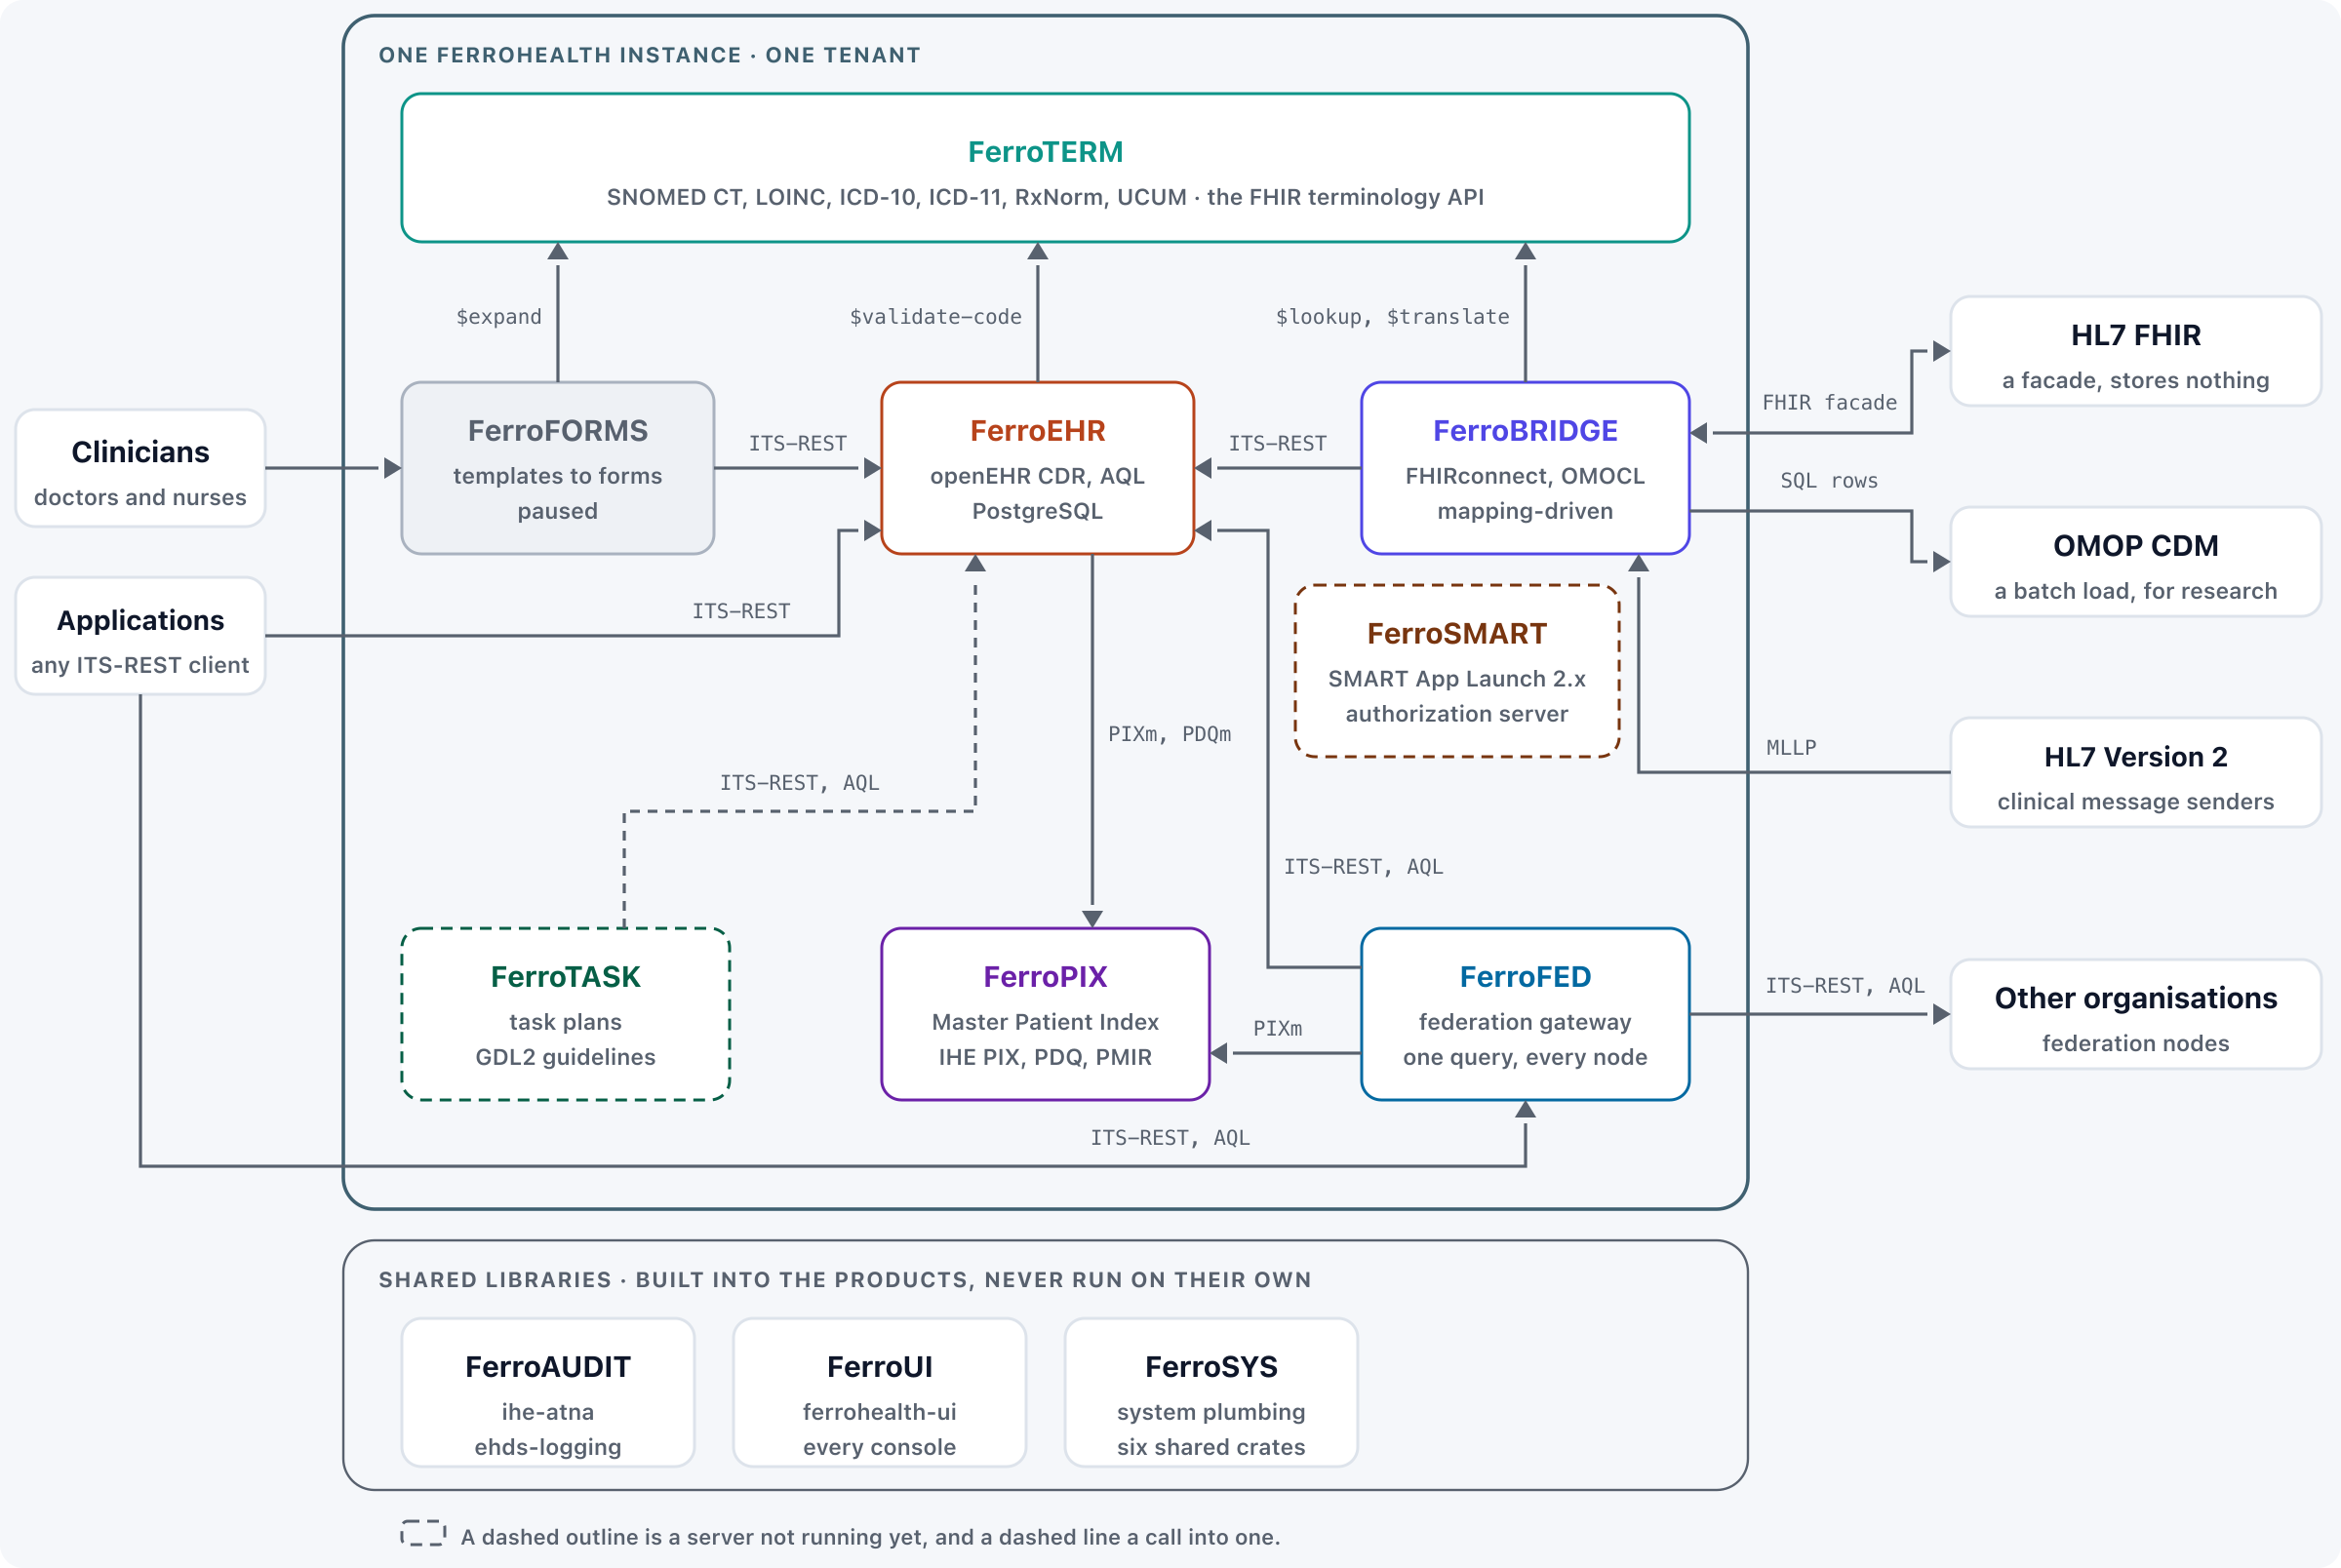 ONE FERROHEALTH INSTANCE · ONE TENANT
FerroTERM
SNOMED CT, LOINC, ICD-10, ICD-11, RxNorm, UCUM · the FHIR terminology API
$expand
$validate-code
$lookup, $translate
HL7 FHIR
a facade, stores nothing
FHIR facade
Clinicians
doctors and nurses
FerroFORMS
templates to forms
paused
ITS-REST
FerroEHR
openEHR CDR, AQL
PostgreSQL
ITS-REST
FerroBRIDGE
FHIRconnect, OMOCL
mapping-driven
SQL rows
OMOP CDM
a batch load, for research
Applications
any ITS-REST client
ITS-REST
FerroSMART
SMART App Launch 2.x
authorization server
PIXm, PDQm
MLLP
HL7 Version 2
clinical message senders
ITS-REST, AQL
ITS-REST, AQL
FerroTASK
task plans
GDL2 guidelines
FerroPIX
Master Patient Index
IHE PIX, PDQ, PMIR
PIXm
FerroFED
federation gateway
one query, every node
ITS-REST, AQL
Other organisations
federation nodes
ITS-REST, AQL
SHARED LIBRARIES · BUILT INTO THE PRODUCTS, NEVER RUN ON THEIR OWN
FerroAUDIT
ihe-atna
ehds-logging
FerroUI
ferrohealth-ui
every console
FerroSYS
system plumbing
six shared crates
A dashed outline is a server not running yet, and a dashed line a call into one.